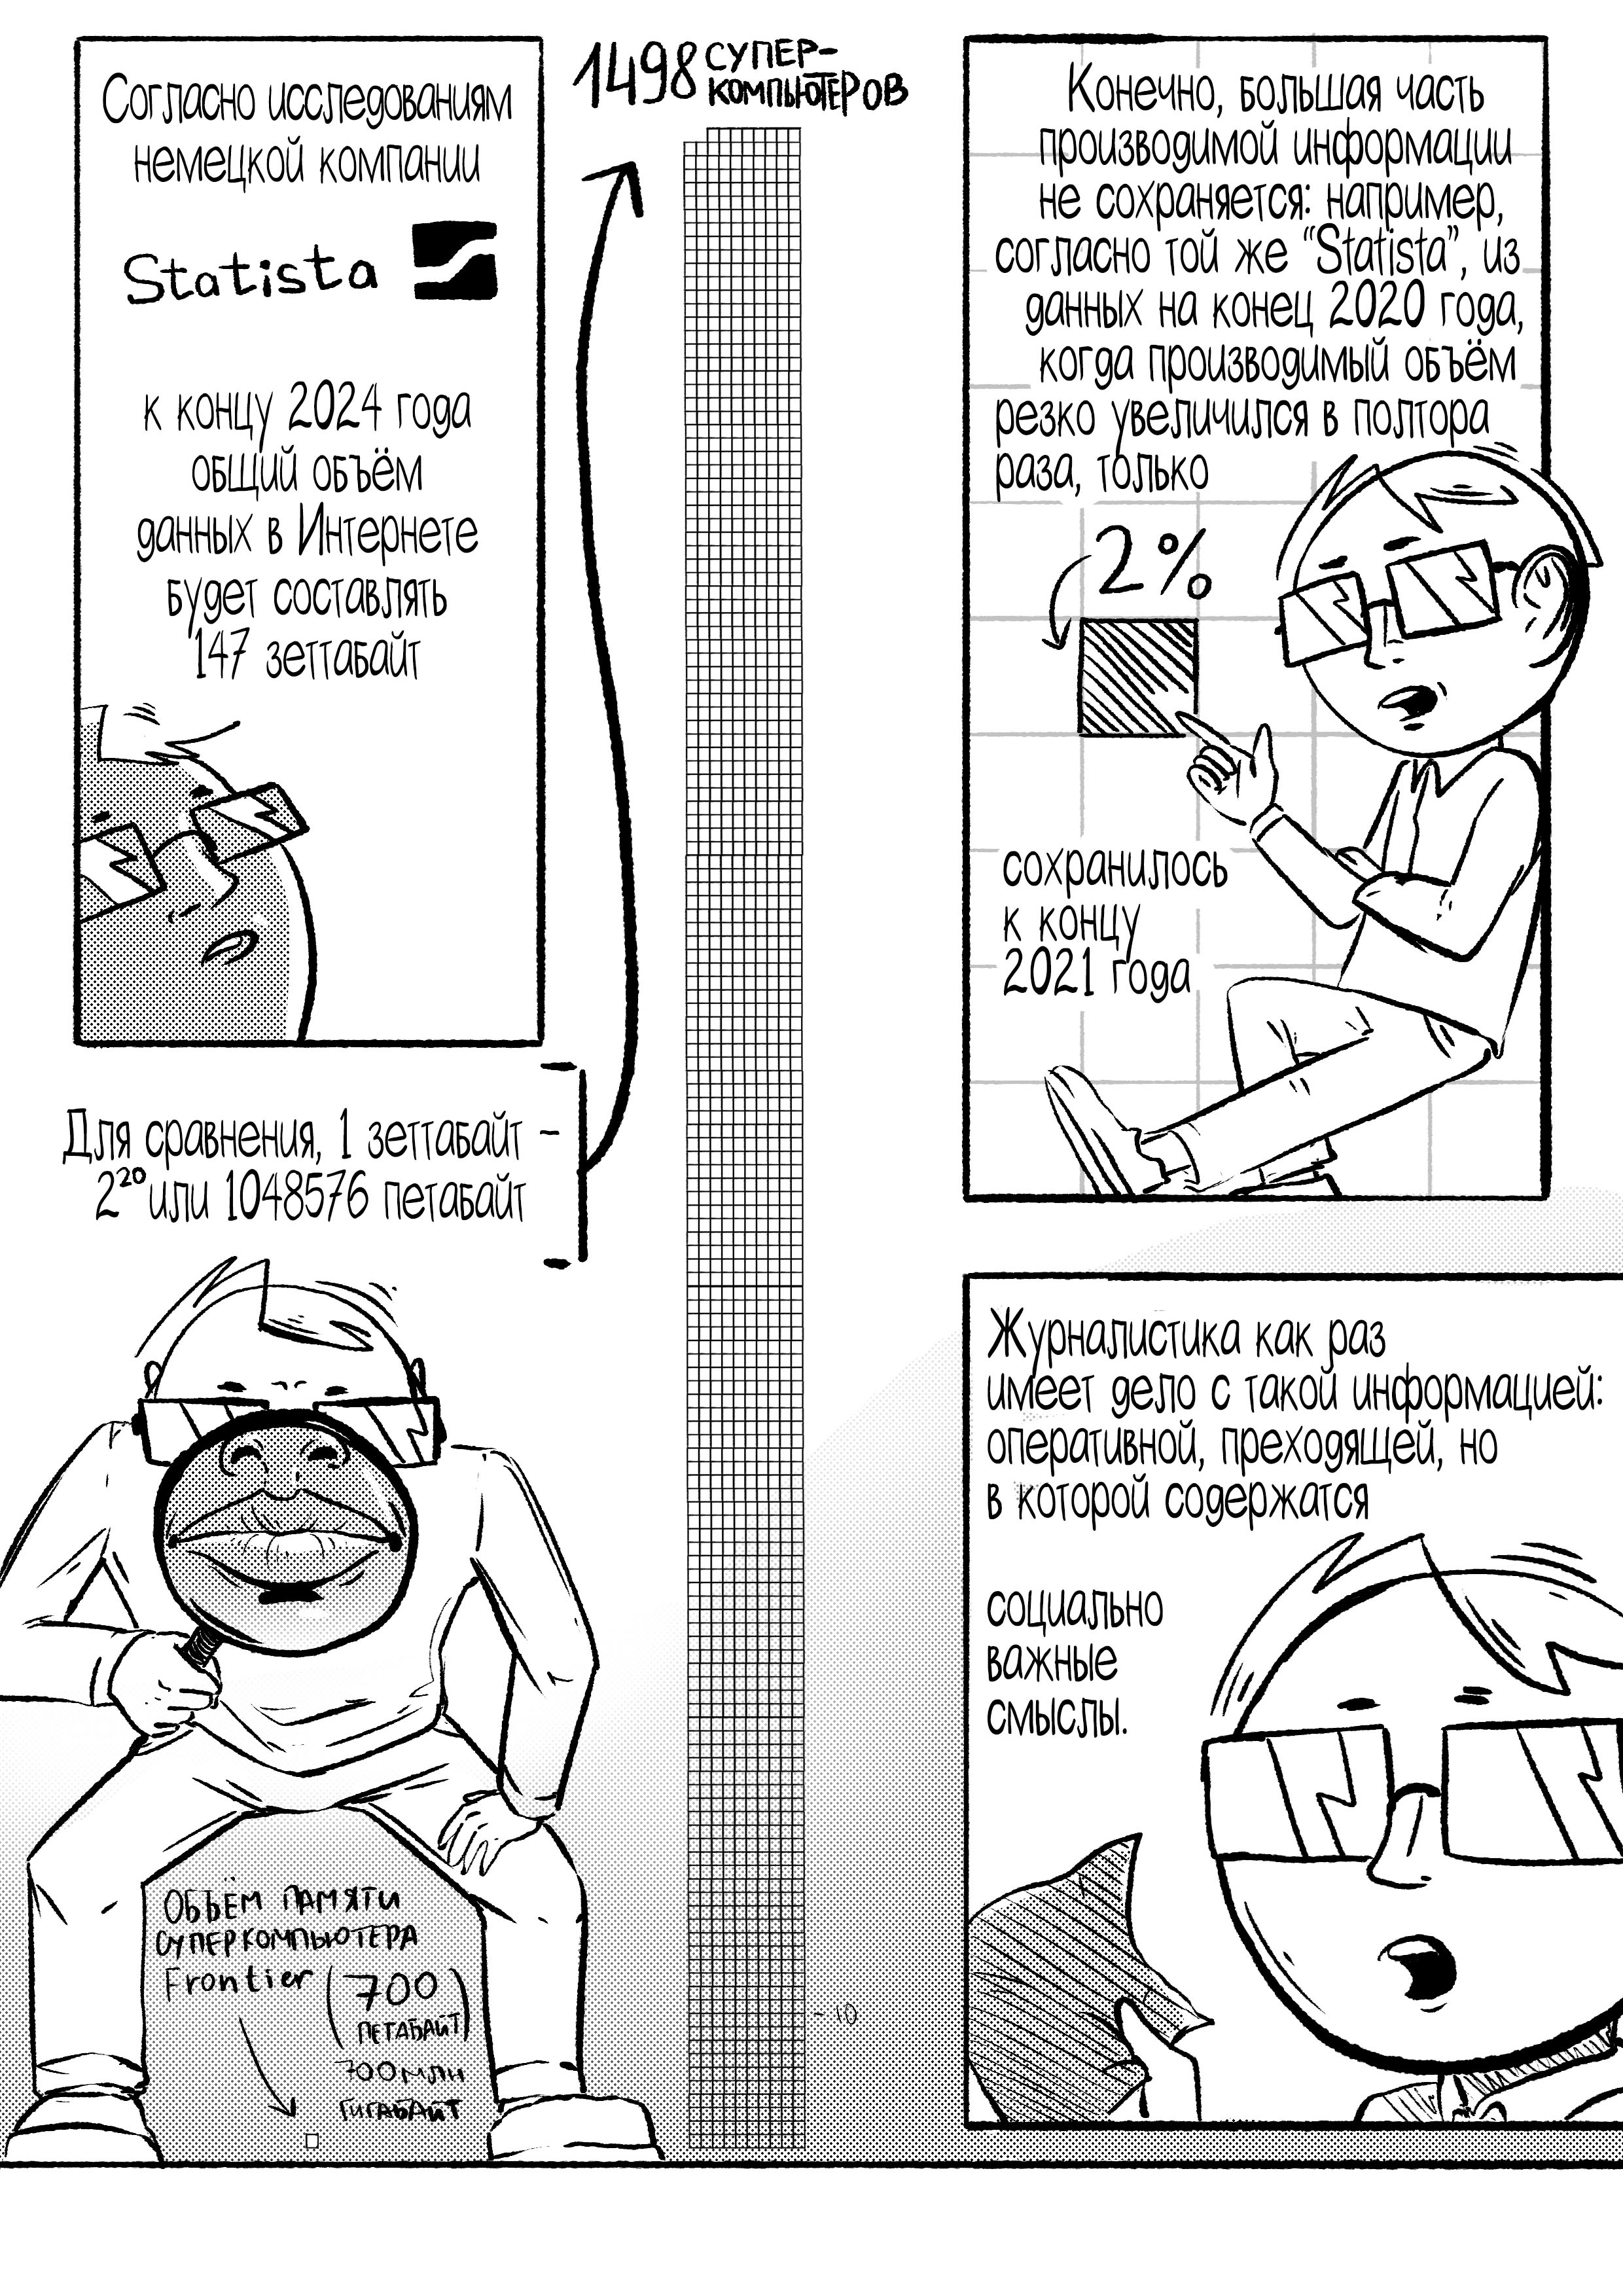 Согласно исследованиям
немецкой компании
Statista
к концу 2024 года
общий объём
данных в Интернете
будет составлять
147 зеттабайт
Для сравнения, 1 зеттабайт -
2²⁰ или 1048576 петабайт
1498 СУПЕР-
КОМПЬЮТЕРОВ
ОБЪЁМ ПАМЯТИ
СУПЕРКОМПЬЮТЕРА
Frontier (700
ПЕТАБАЙТ)
700 МЛН
ГИГАБАЙТ
- 10
Конечно, большая часть
производимой информации
не сохраняется: например,
согласно той же “Statista”, из
данных на конец 2020 года,
когда производимый объём
резко увеличился в полтора
раза, только
2%
сохранилось
к концу
2021 года
Журналистика как раз
имеет дело с такой информацией:
оперативной, преходящей, но
в которой содержатся
социально
важные
смыслы.